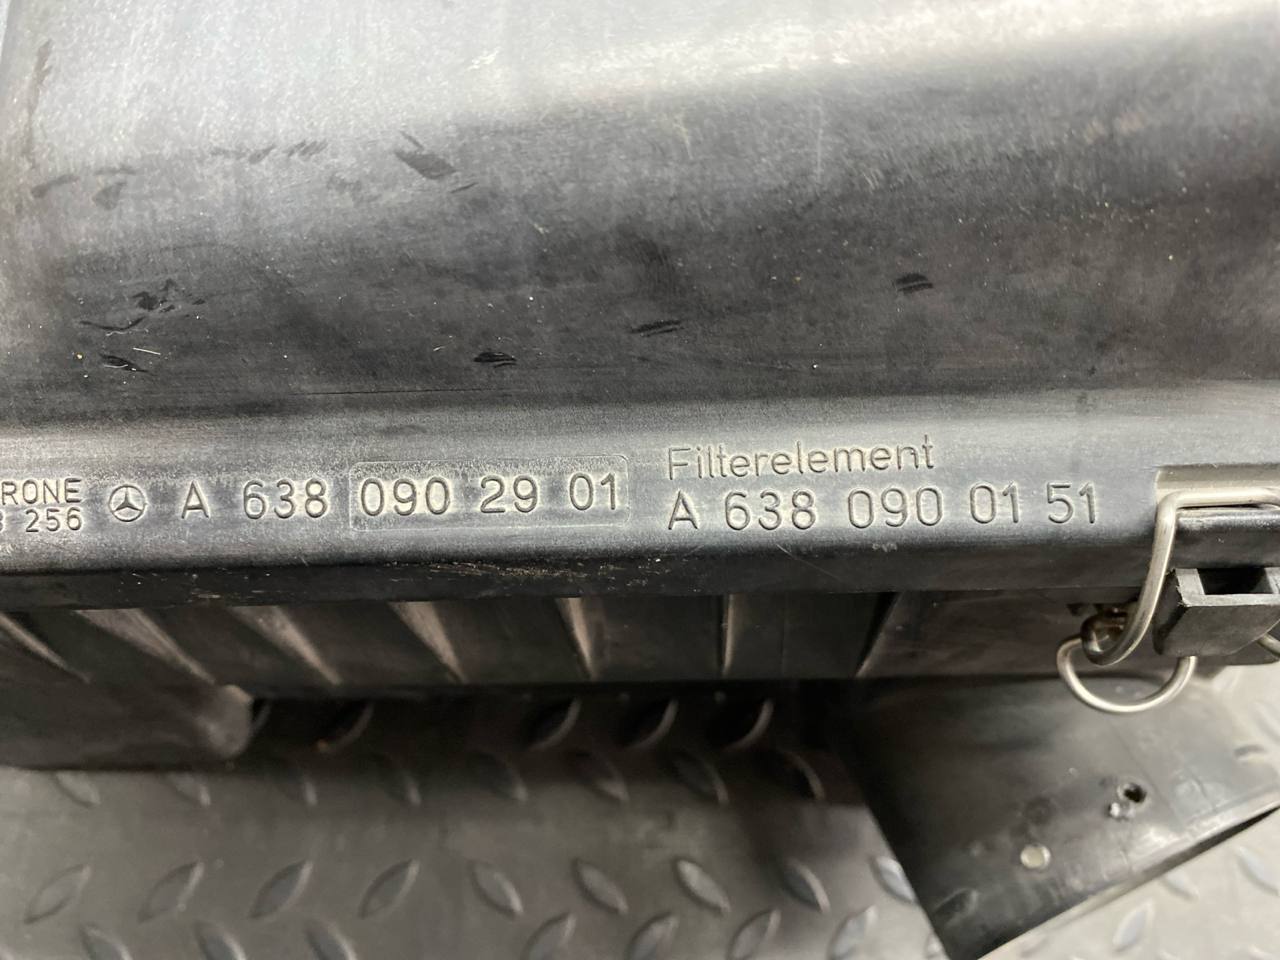 RONE
256
A 638 090 29 01
Filterelement
A 638 090 01 51